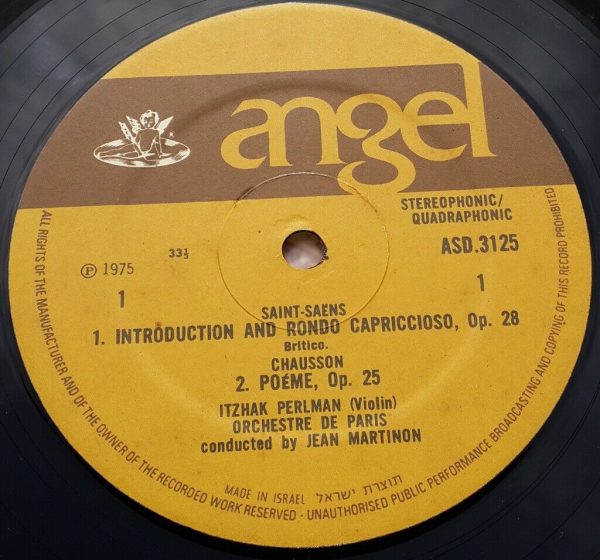 angel
R
STEREOPHONIC/
QUADRAPHONIC
ASD.3125
℗ 1975
33⅓
1
1
SAINT-SAËNS
1. INTRODUCTION AND RONDO CAPRICCIOSO, Op. 28
Britico.
CHAUSSON
2. POÉME, Op. 25
ITZHAK PERLMAN (Violin)
ORCHESTRE DE PARIS
conducted by JEAN MARTINON
MADE IN ISRAEL תוצרת ישראל
ALL RIGHTS OF THE MANUFACTURER AND OF THE OWNER OF THE RECORDED WORK RESERVED - UNAUTHORISED PUBLIC PERFORMANCE BROADCASTING AND COPYING OF THIS RECORD PROHIBITED